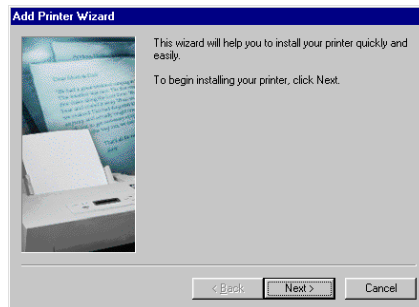 Add Printer Wizard
This wizard will help you to install your printer quickly and
easily.
To begin installing your printer, click Next.
< Back
Next >
Cancel